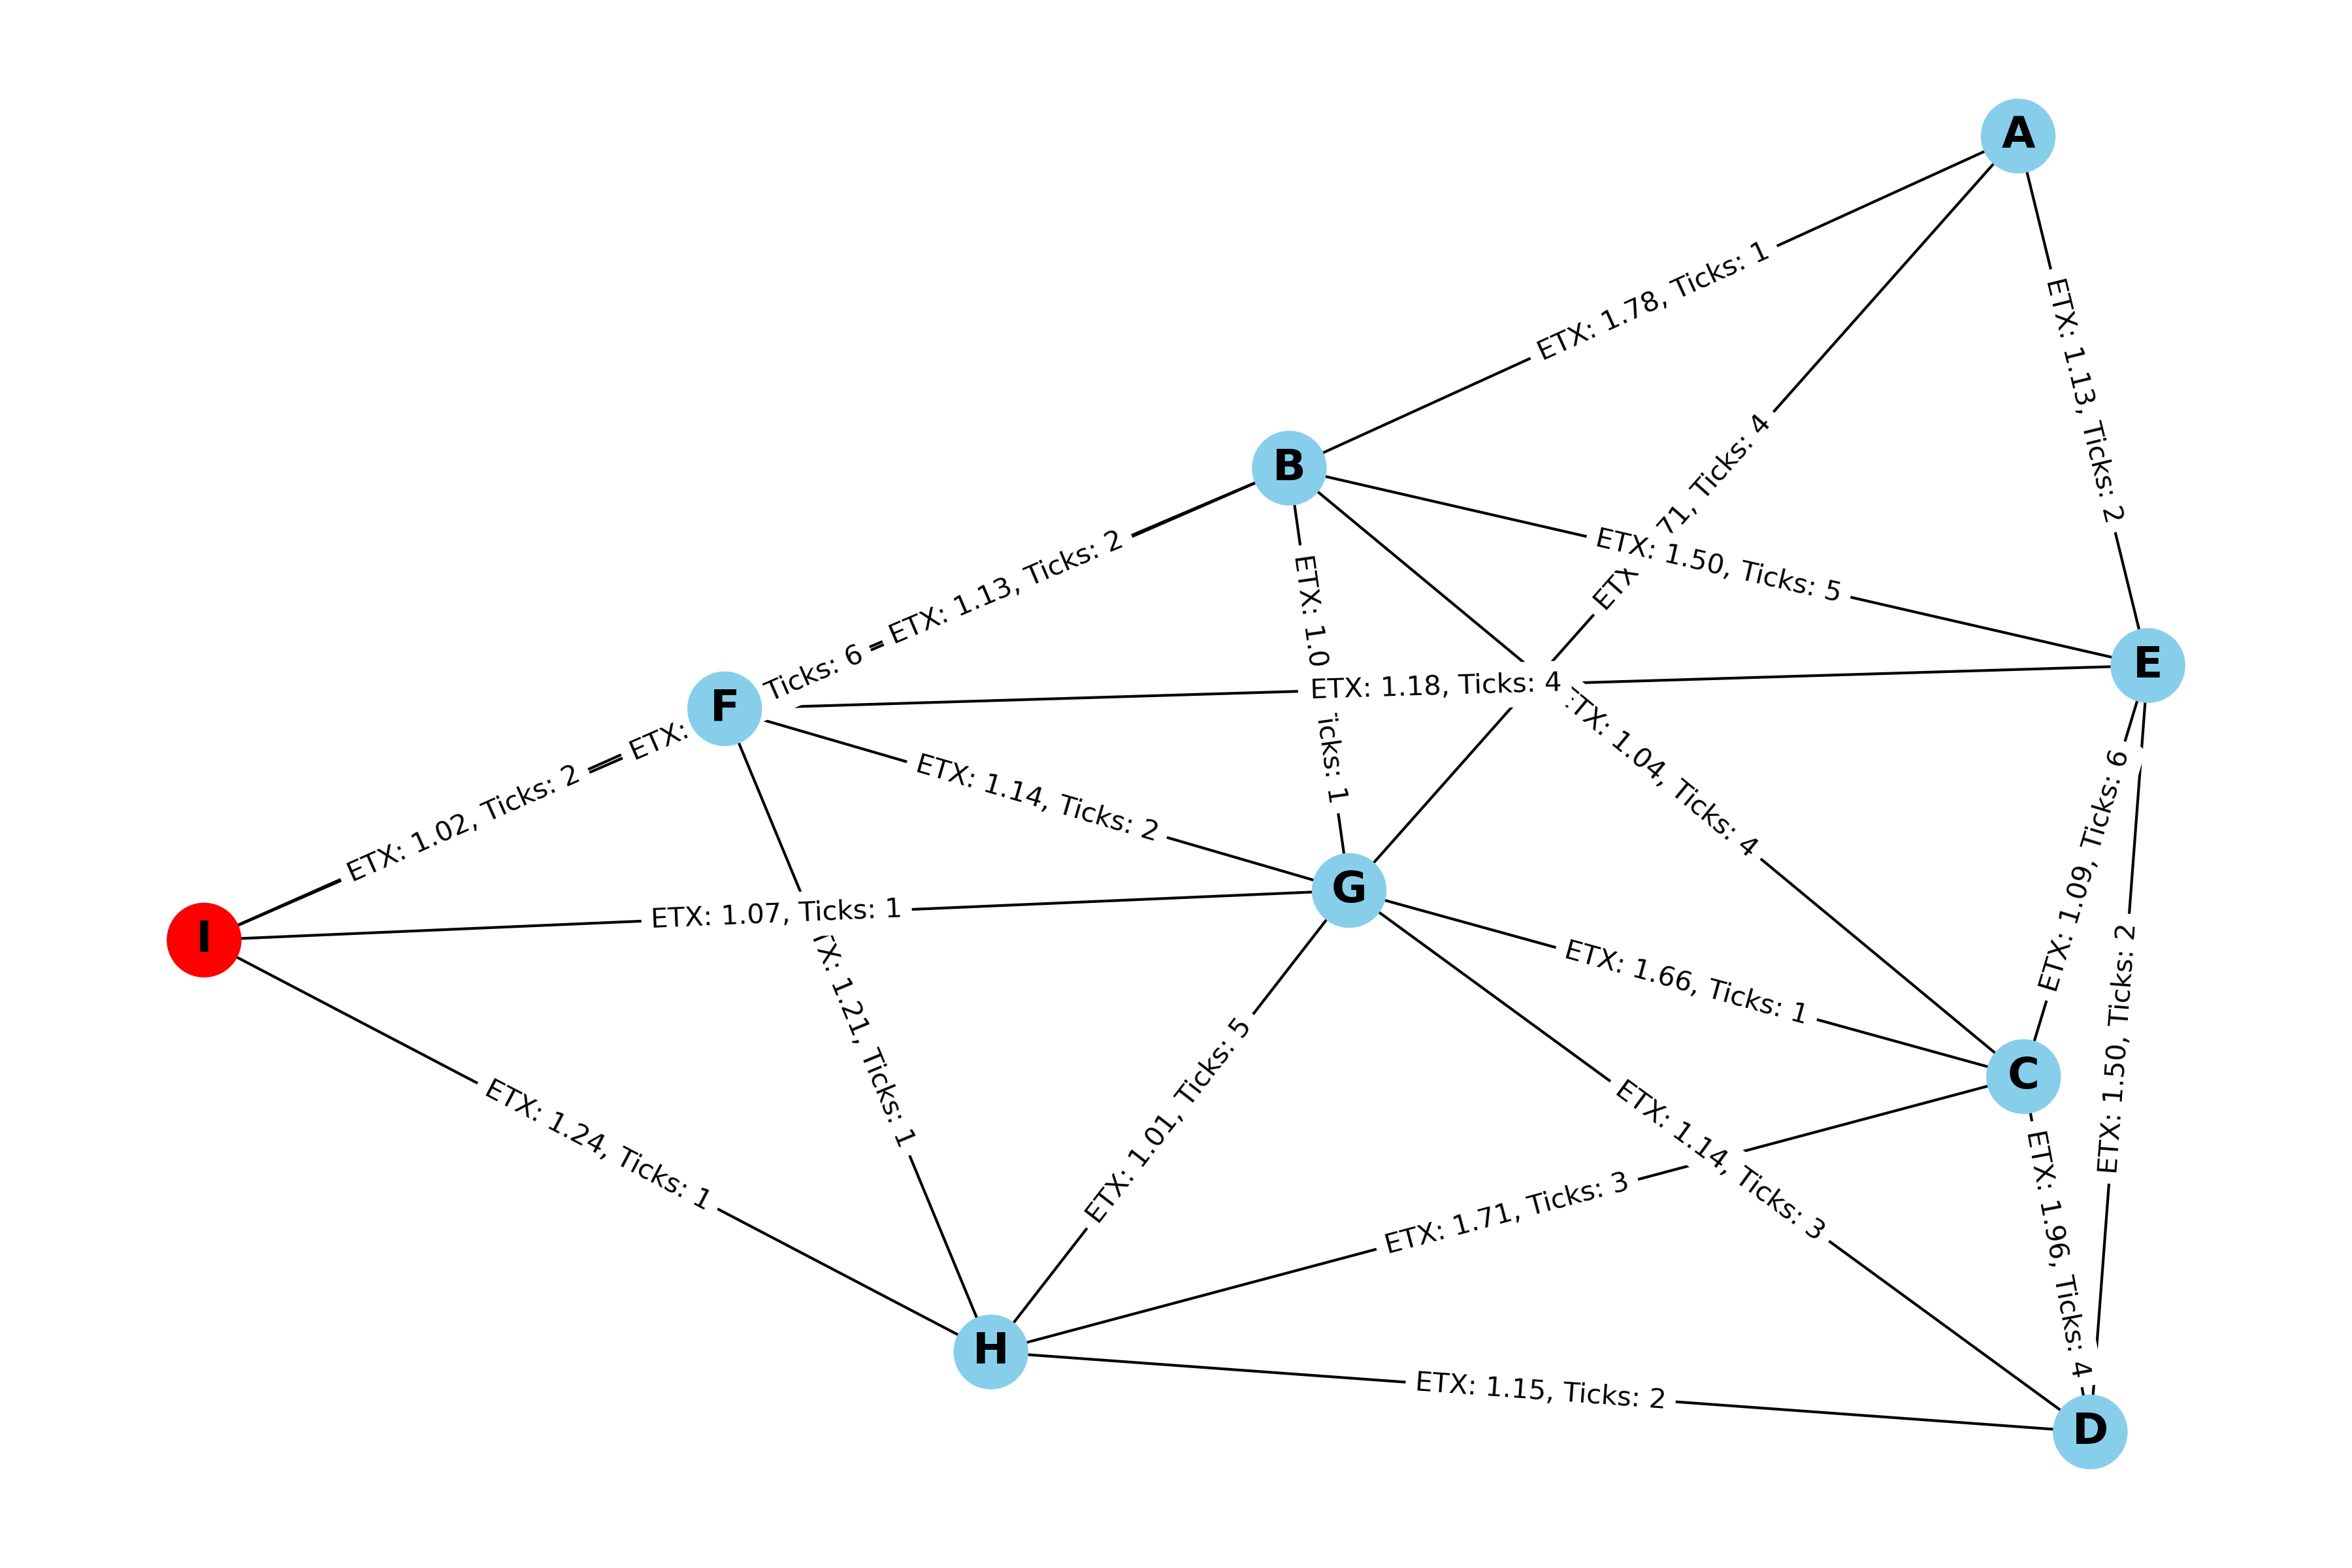 A
ETX: 1.78, Ticks: 1
ETX: 1.13, Ticks: 2
71, Ticks: 4
ETX
B
ETX: 1.50, Ticks: 5
ETX: 1.13, Ticks: 2
Ticks: 6
ETX:
ETX: 1.0
Ticks: 1
E
F
ETX: 1.18, Ticks: 4
ETX: 1.04, Ticks: 4
ETX: 1.02, Ticks: 2
ETX: 1.14, Ticks: 2
ETX: 1.09, Ticks: 6
G
I
ETX: 1.07, Ticks: 1
ETX: 1.21, Ticks: 1
ETX: 1.66, Ticks: 1
ETX: 1.50, Ticks: 2
C
ETX: 1.24, Ticks: 1
ETX: 1.01, Ticks: 5
ETX: 1.14, Ticks: 3
ETX: 1.71, Ticks: 3
ETX: 1.96, Ticks: 4
H
ETX: 1.15, Ticks: 2
D